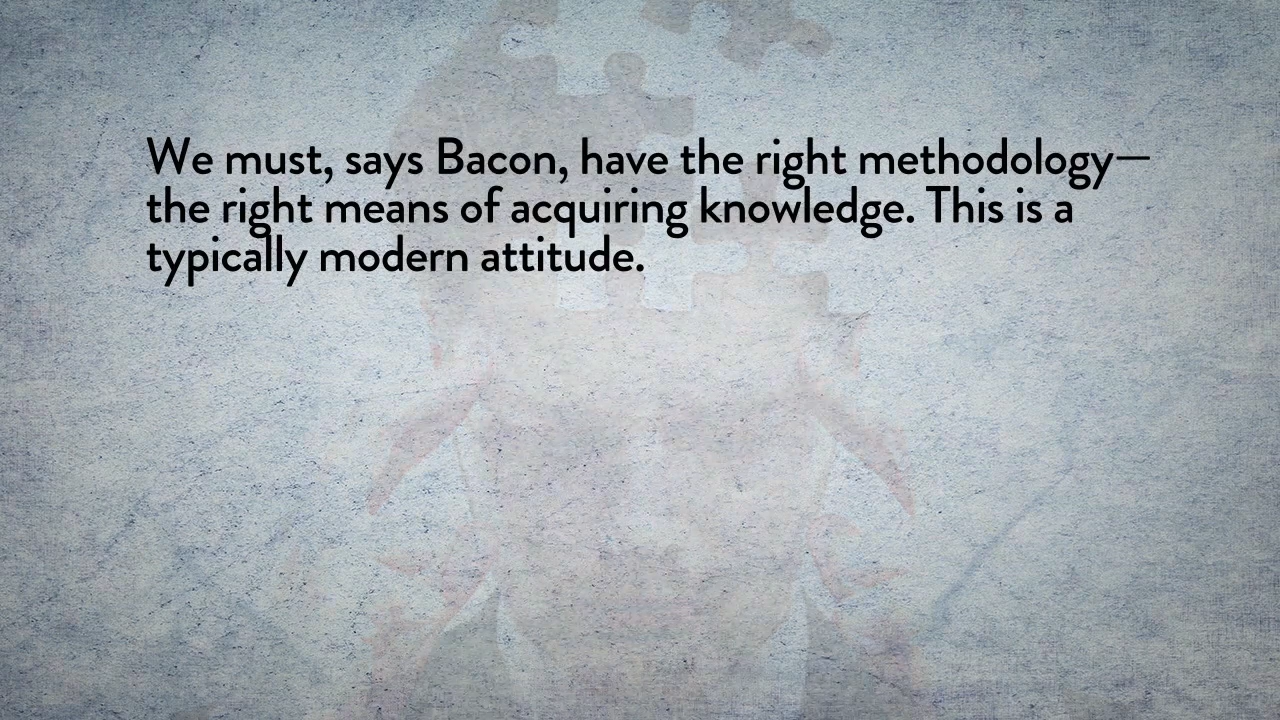 We must, says Bacon, have the right methodology—
the right means of acquiring knowledge. This is a
typically modern attitude.